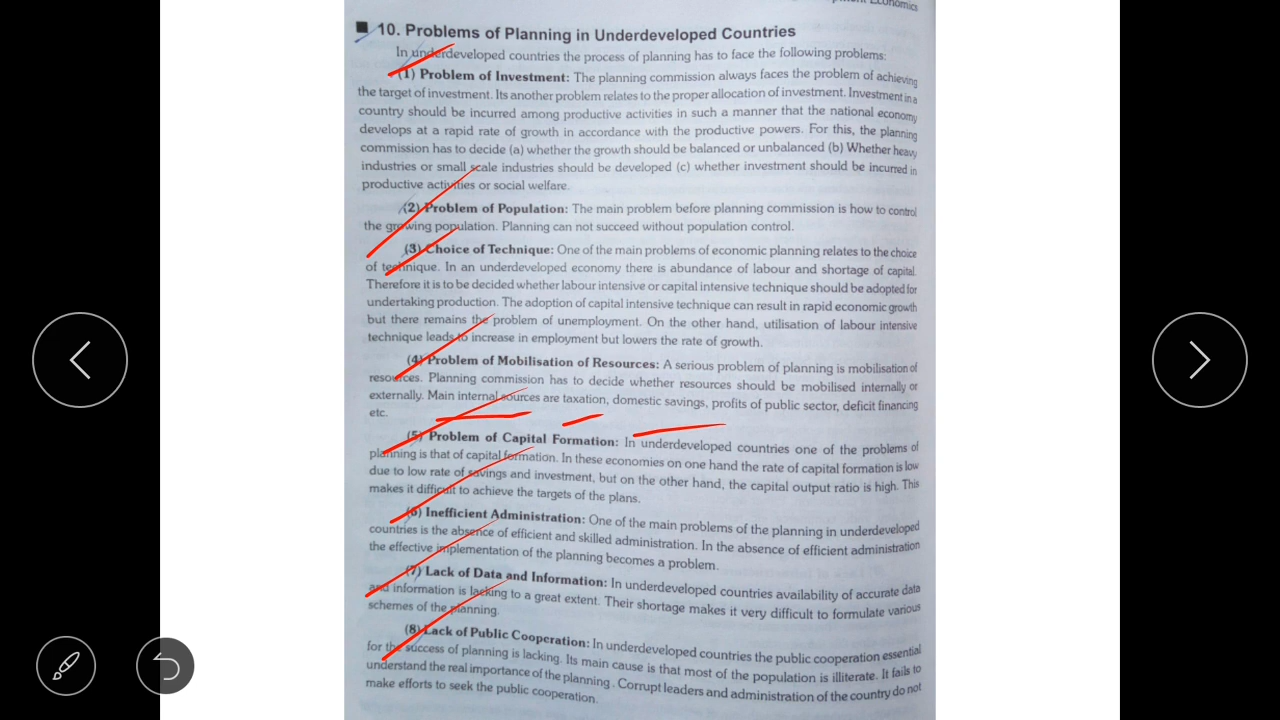 Economics
10. Problems of Planning in Underdeveloped Countries
In underdeveloped countries the process of planning has to face the following problems:
(1) Problem of Investment: The planning commission always faces the problem of achieving
the target of investment. Its another problem relates to the proper allocation of investment. Investment in a
country should be incurred among productive activities in such a manner that the national economy
develops at a rapid rate of growth in accordance with the productive powers. For this, the planning
commission has to decide (a) whether the growth should be balanced or unbalanced (b) Whether heavy
industries or small scale industries should be developed (c) whether investment should be incurred in
productive activities or social welfare.
(2) Problem of Population: The main problem before planning commission is how to control
the growing population. Planning can not succeed without population control.
(3) Choice of Technique: One of the main problems of economic planning relates to the choice
of technique. In an underdeveloped economy there is abundance of labour and shortage of capital.
Therefore it is to be decided whether labour intensive or capital intensive technique should be adopted for
undertaking production. The adoption of capital intensive technique can result in rapid economic growth
but there remains the problem of unemployment. On the other hand, utilisation of labour intensive
technique leads to increase in employment but lowers the rate of growth.
(4) Problem of Mobilisation of Resources: A serious problem of planning is mobilisation of
resources. Planning commission has to decide whether resources should be mobilised internally or
externally. Main internal sources are taxation, domestic savings, profits of public sector, deficit financing
etc.
(5) Problem of Capital Formation: In underdeveloped countries one of the problems of
planning is that of capital formation. In these economies on one hand the rate of capital formation is low
due to low rate of savings and investment, but on the other hand, the capital output ratio is high. This
makes it difficult to achieve the targets of the plans.
(6) Inefficient Administration: One of the main problems of the planning in underdeveloped
countries is the absence of efficient and skilled administration. In the absence of efficient administration
the effective implementation of the planning becomes a problem.
(7) Lack of Data and Information: In underdeveloped countries availability of accurate data
and information is lacking to a great extent. Their shortage makes it very difficult to formulate various
schemes of the planning.
(8) Lack of Public Cooperation: In underdeveloped countries the public cooperation essential
for the success of planning is lacking. Its main cause is that most of the population is illiterate. It fails to
understand the real importance of the planning. Corrupt leaders and administration of the country do not
make efforts to seek the public cooperation.